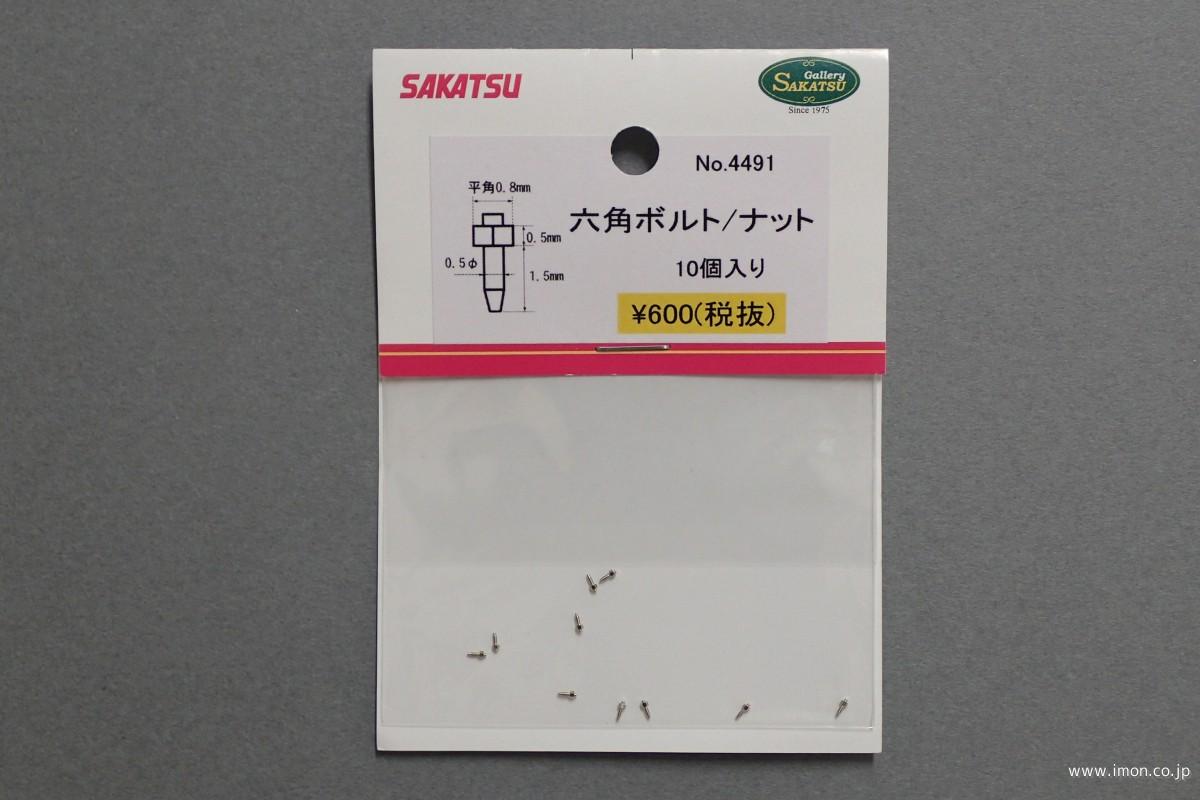 SAKATSU
Gallery
SAKATSU
Since 1975
No.4491
平角0.8mm
六角ボルト/ナット
0.5mm
0.5φ
1.5mm
10個入り
¥600(税抜)
www.imon.co.jp